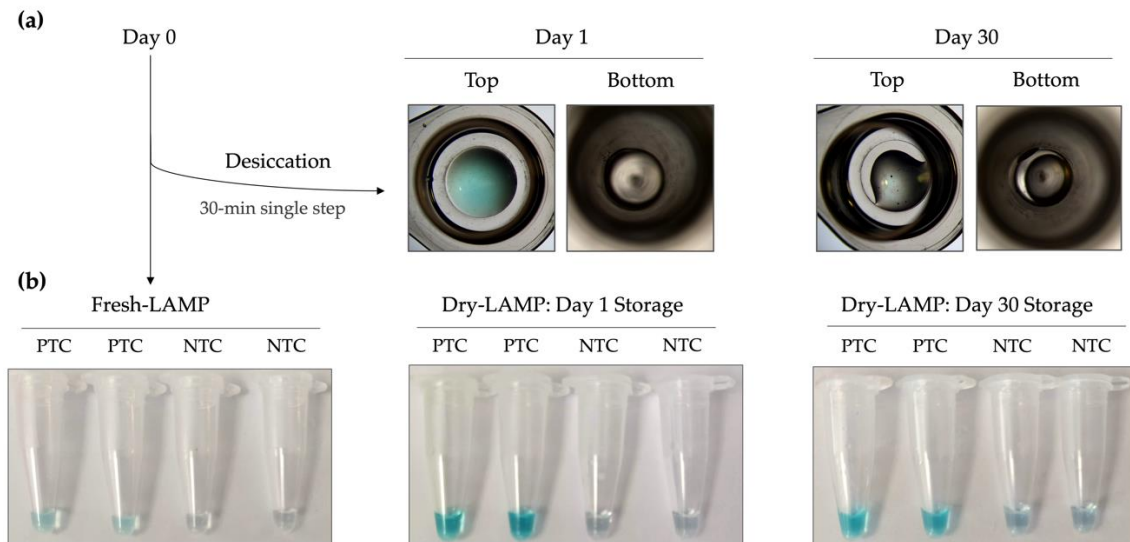 (a)
Day 0
Day 1
Day 30
Top
Bottom
Top
Bottom
Desiccation
30-min single step
(b)
Fresh-LAMP
Dry-LAMP: Day 1 Storage
Dry-LAMP: Day 30 Storage
PTC
PTC
NTC
NTC
PTC
PTC
NTC
NTC
PTC
PTC
NTC
NTC